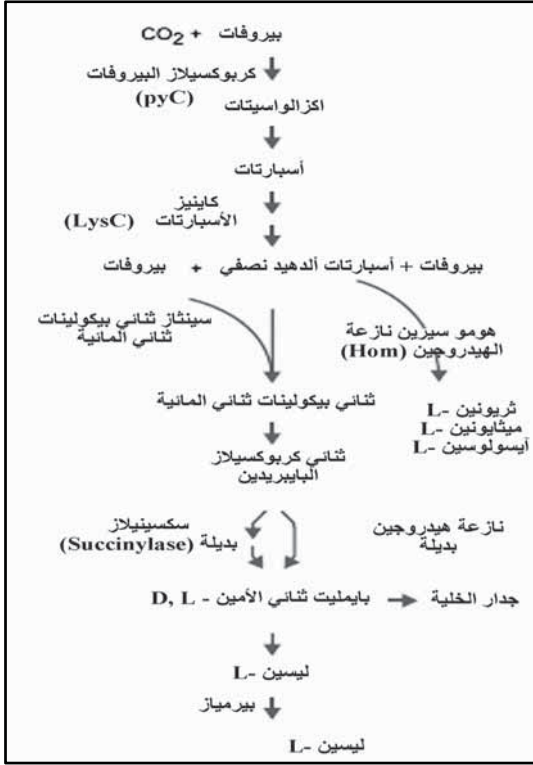 بيروفات + CO2
كربوكسيلاز البيروفات
(pyC)
اكزالواسيتات
أسبارتات
كاينيز
الأسبارتات (LysC)
بيروفات + أسبارتات ألدهيد نصفي + بيروفات
هومو سيرين نازعة
الهيدروجين (Hom)
سينثاز ثنائي بيكولينات
ثنائي المائية
ثريونين -L
ميثايونين -L
آيسولوسين -L
ثنائي بيكولينات ثنائي المائية
ثنائي كربوكسيلاز
البايبريدين
نازعة هيدروجين
بديلة
سكسينيلاز
بديلة (Succinylase)
جدار الخلية
بايمليت ثنائي الأمين - D, L
ليسين -L
بيرمياز
ليسين -L